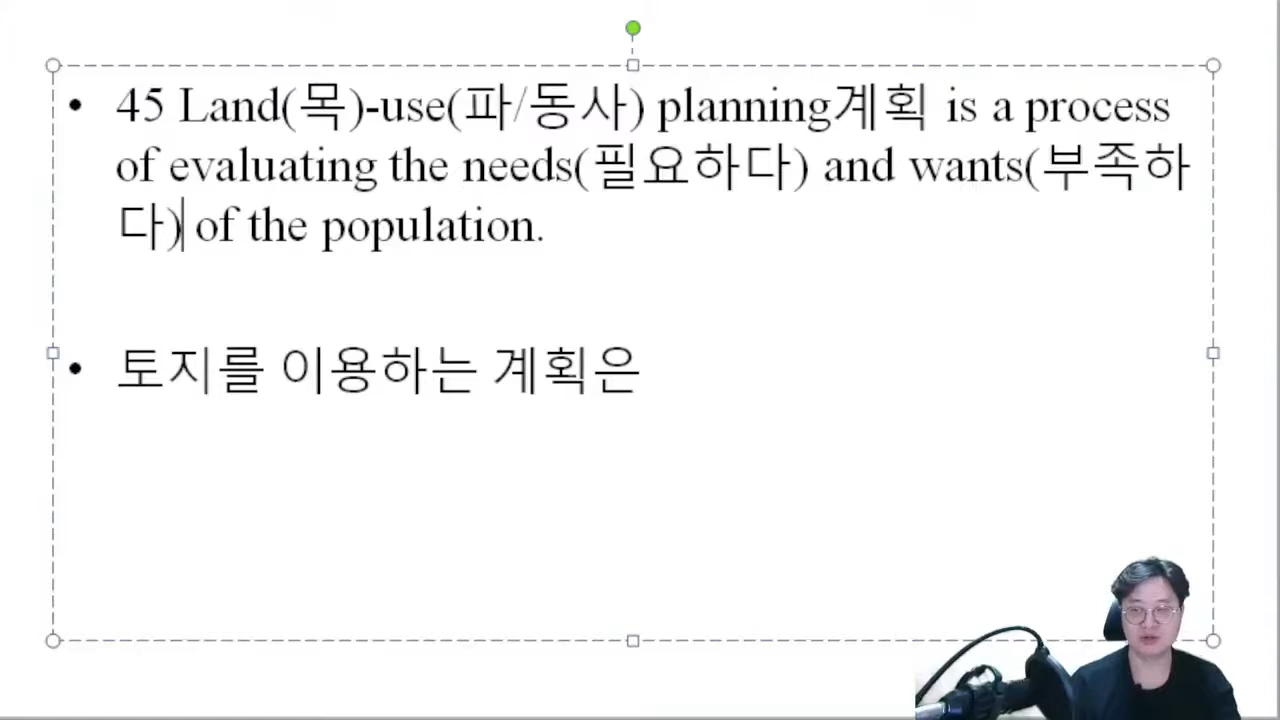 • 45 Land(목)-use(파/동사) planning계획 is a process
of evaluating the needs(필요하다) and wants(부족하
다) of the population.
• 토지를 이용하는 계획은